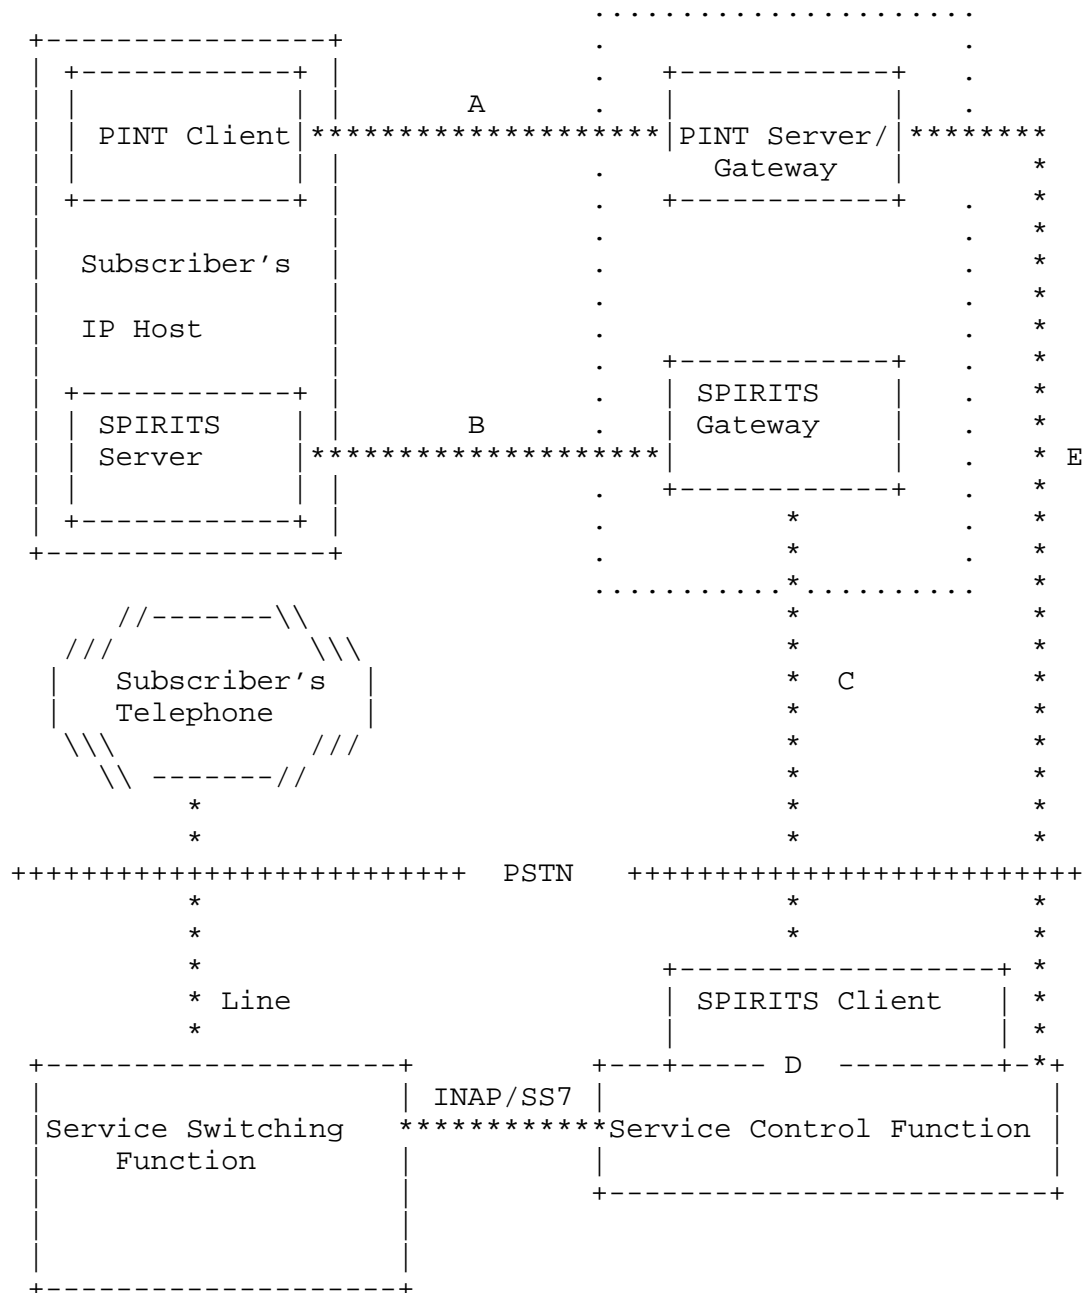 A
PINT Client
PINT Server/
Gateway
Subscriber's
IP Host
SPIRITS
Server
B
SPIRITS
Gateway
E
Subscriber's
Telephone
C
PSTN
Line
SPIRITS Client
D
INAP/SS7
Service Switching
Function
Service Control Function